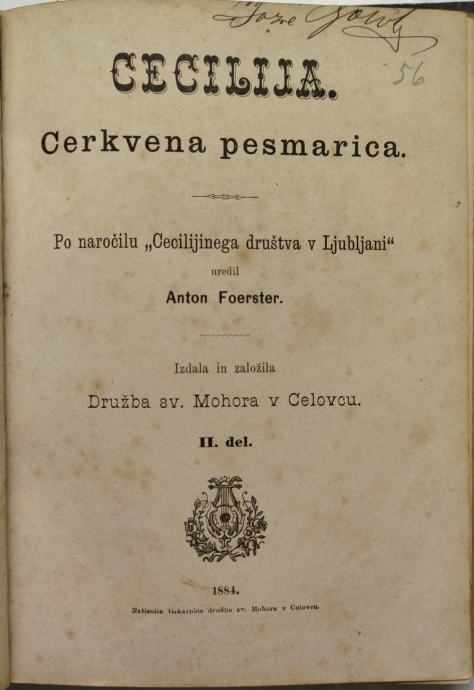 Jože
56
CECILIJA.
Cerkvena pesmarica.
Po naročilu „Cecilijinega društva v Ljubljani“
uredil
Anton Foerster.
Izdala in založila
Družba sv. Mohora v Celovcu.
II. del.
1884.
Natisnila tiskarnica družbe sv. Mohora v Celovcu.